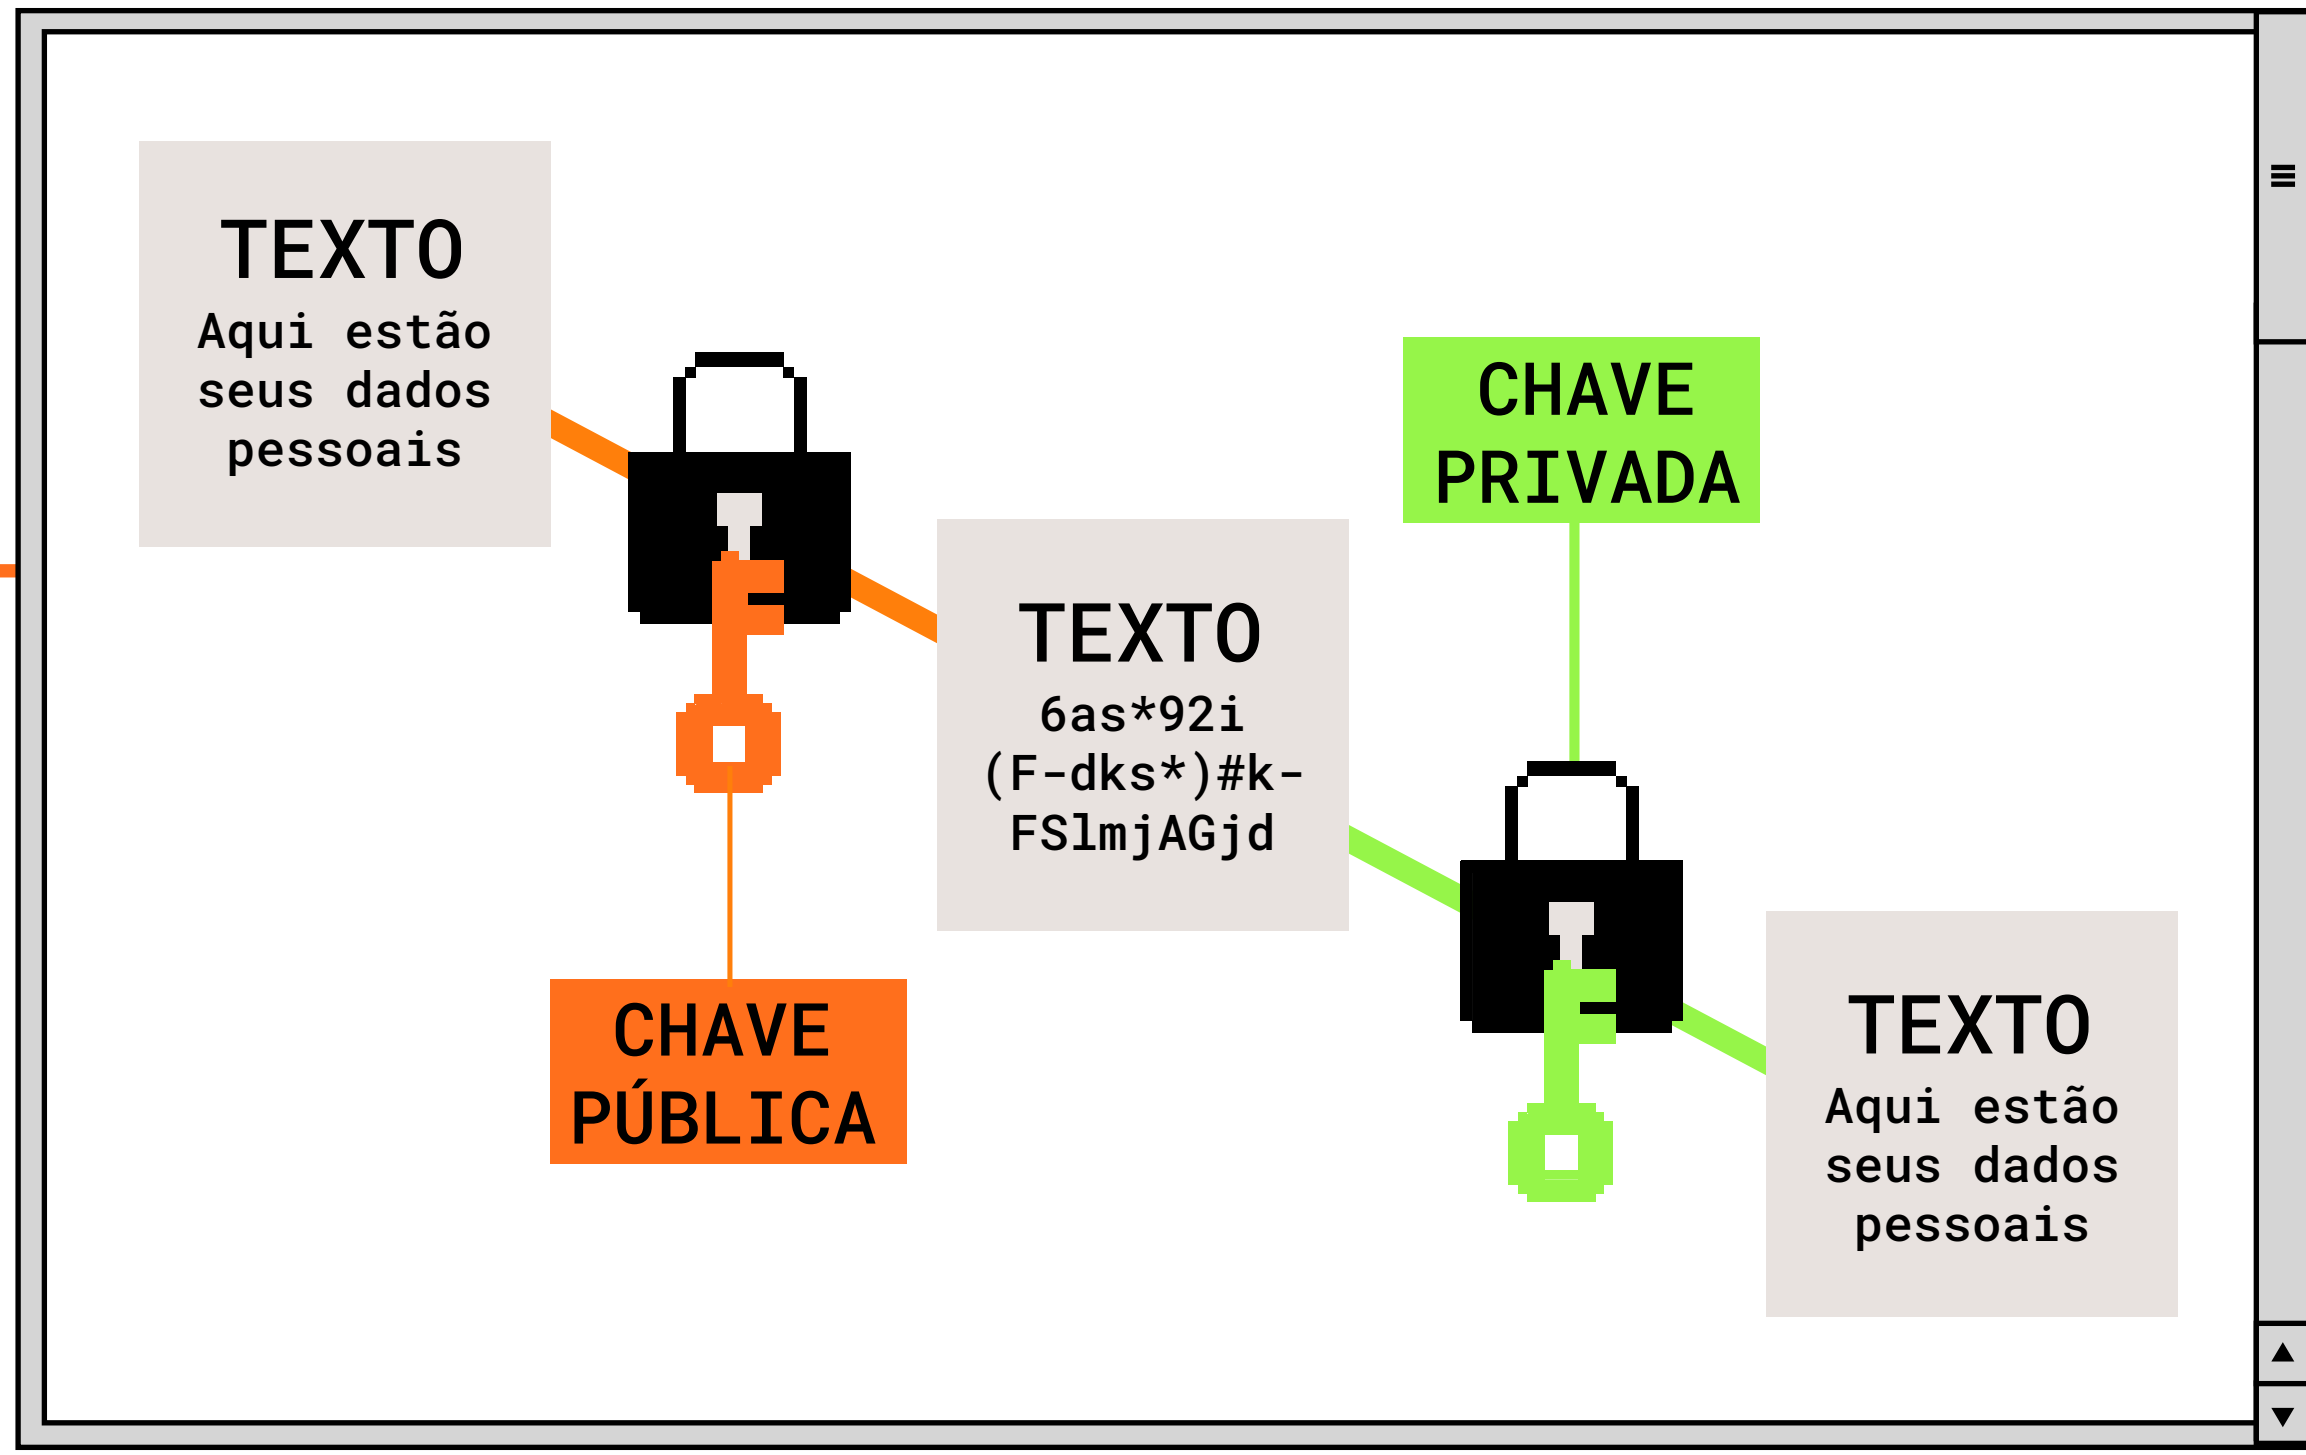 TEXTO
Aqui estão
seus dados
pessoais
CHAVE
PÚBLICA
TEXTO
6as*92i
(F-dks*)#k-
FSlmjAGjd
CHAVE
PRIVADA
TEXTO
Aqui estão
seus dados
pessoais